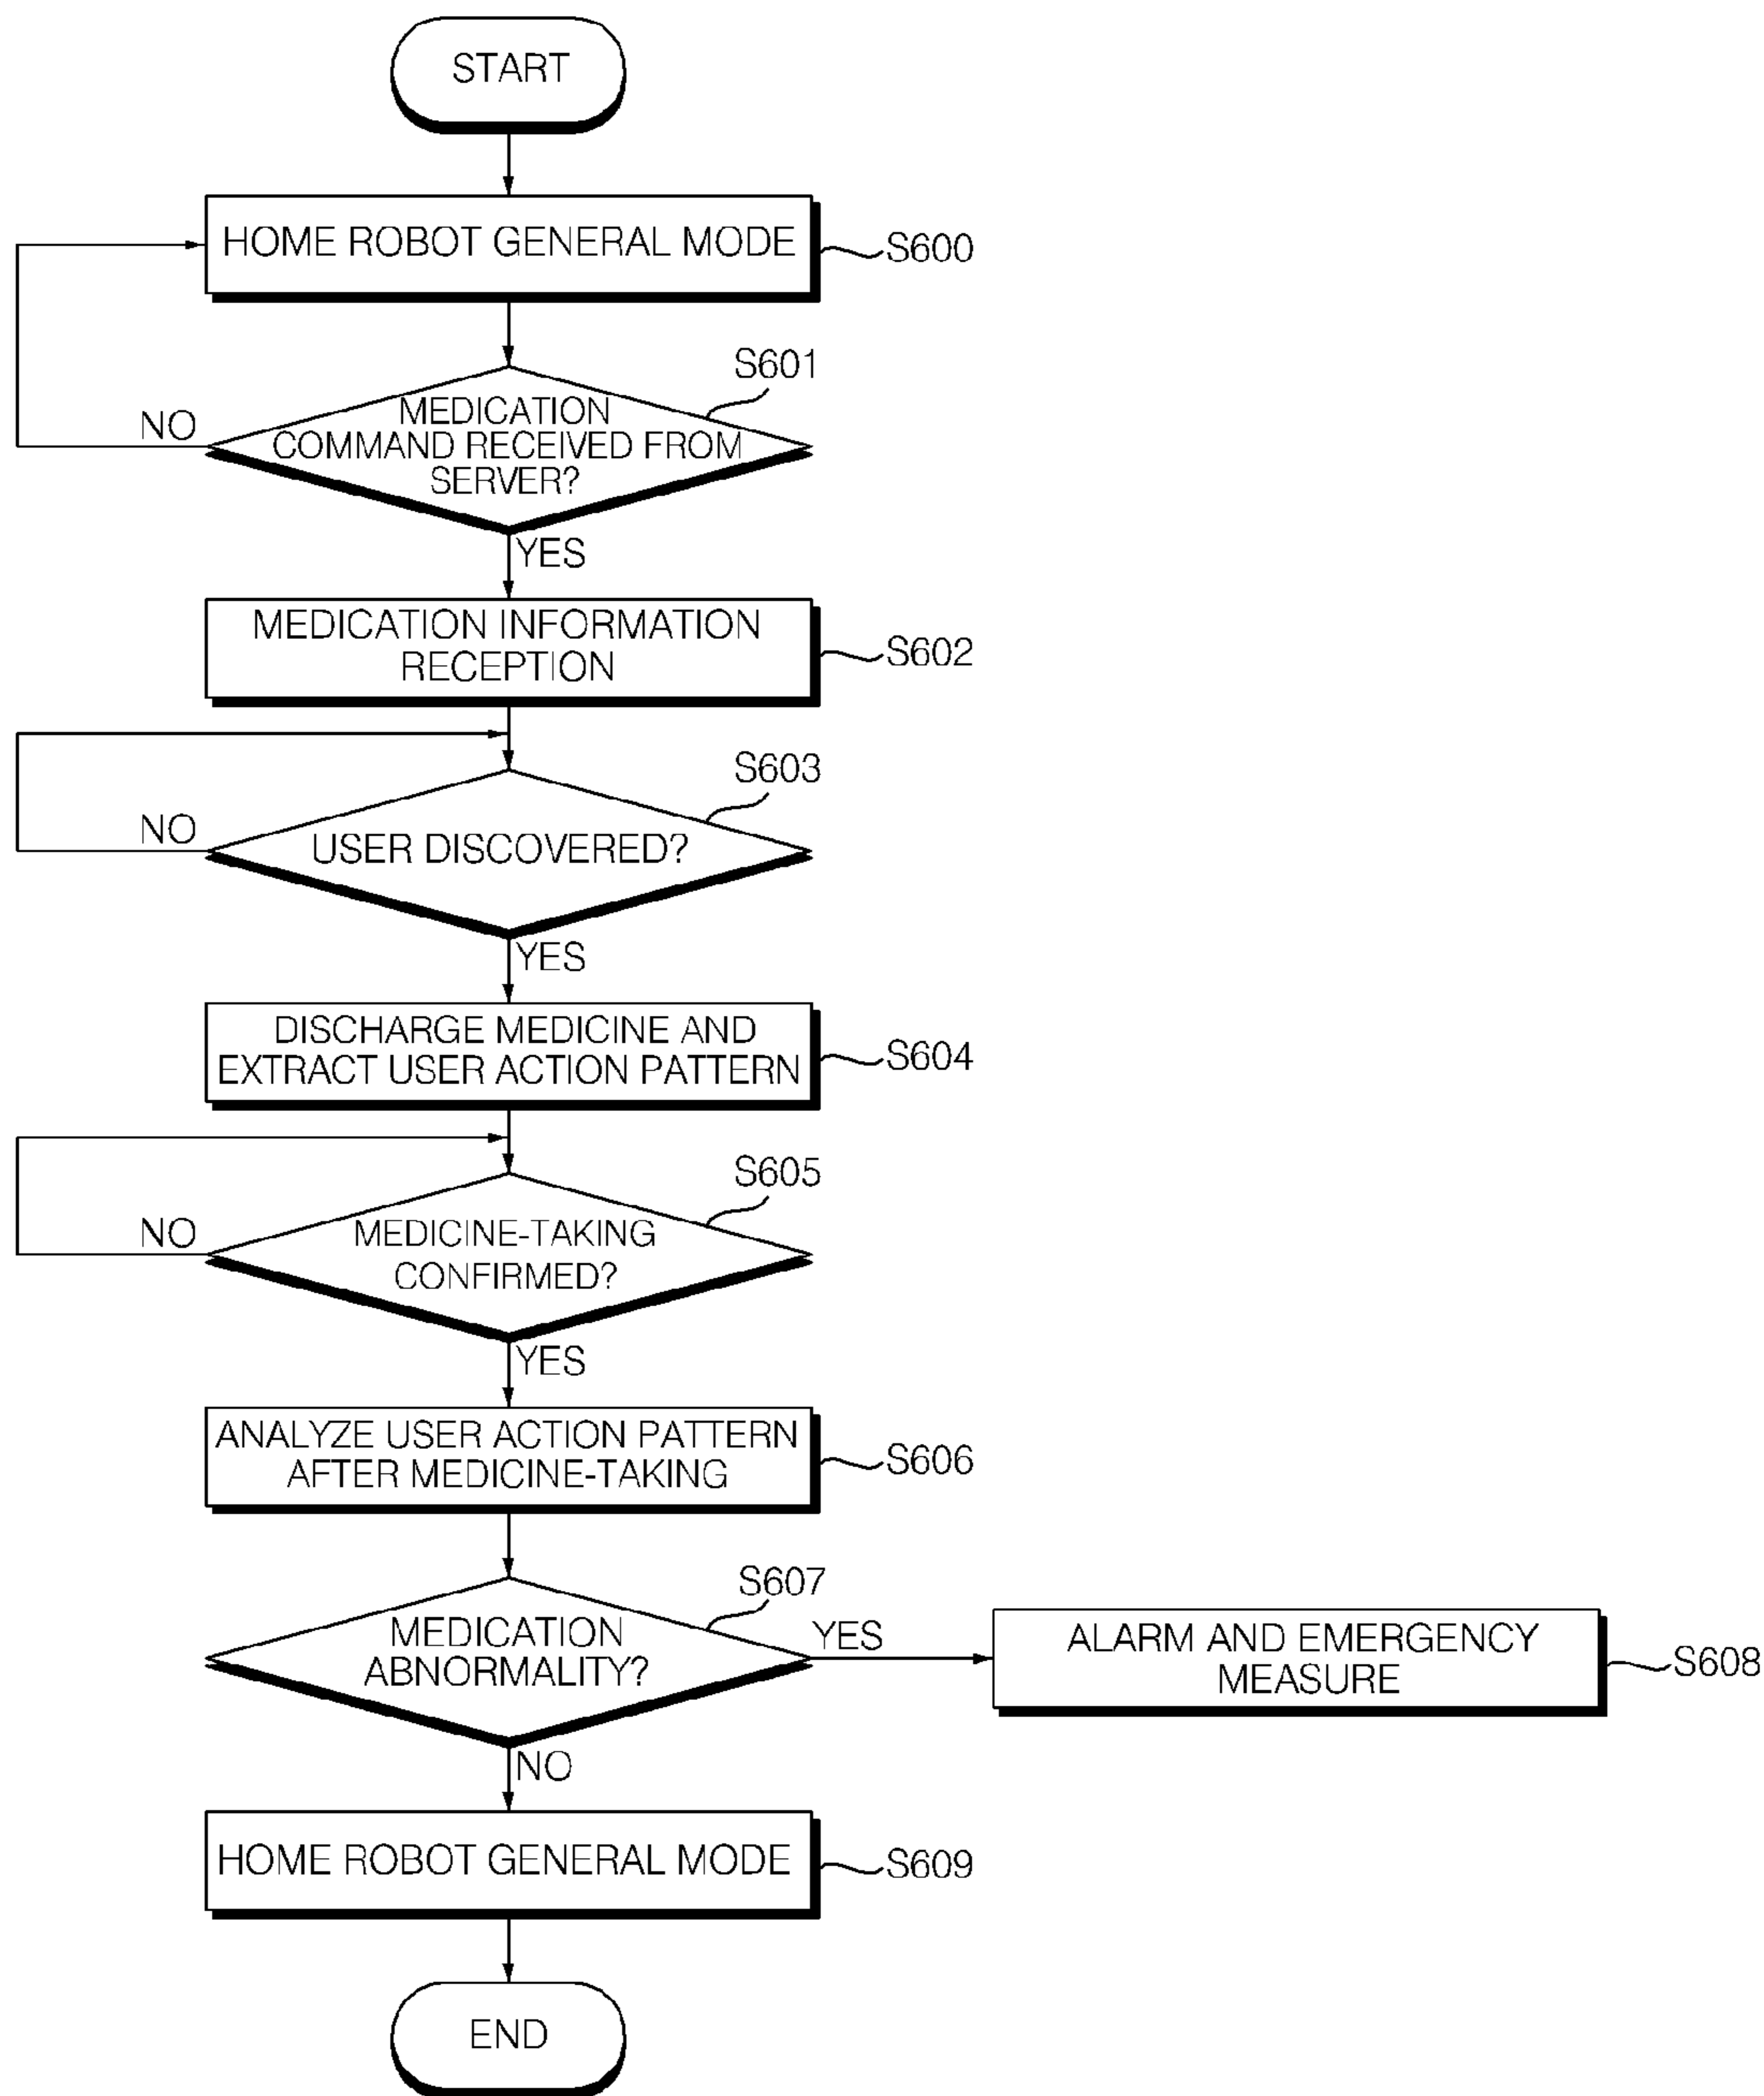 START
HOME ROBOT GENERAL MODE
S600
S601
MEDICATION
COMMAND RECEIVED FROM
SERVER?
NO
YES
MEDICATION INFORMATION
RECEPTION
S602
S603
USER DISCOVERED?
NO
YES
DISCHARGE MEDICINE AND
EXTRACT USER ACTION PATTERN
S604
S605
MEDICINE-TAKING
CONFIRMED?
NO
YES
ANALYZE USER ACTION PATTERN
AFTER MEDICINE-TAKING
S606
S607
MEDICATION
ABNORMALITY?
YES
ALARM AND EMERGENCY
MEASURE
S608
NO
HOME ROBOT GENERAL MODE
S609
END